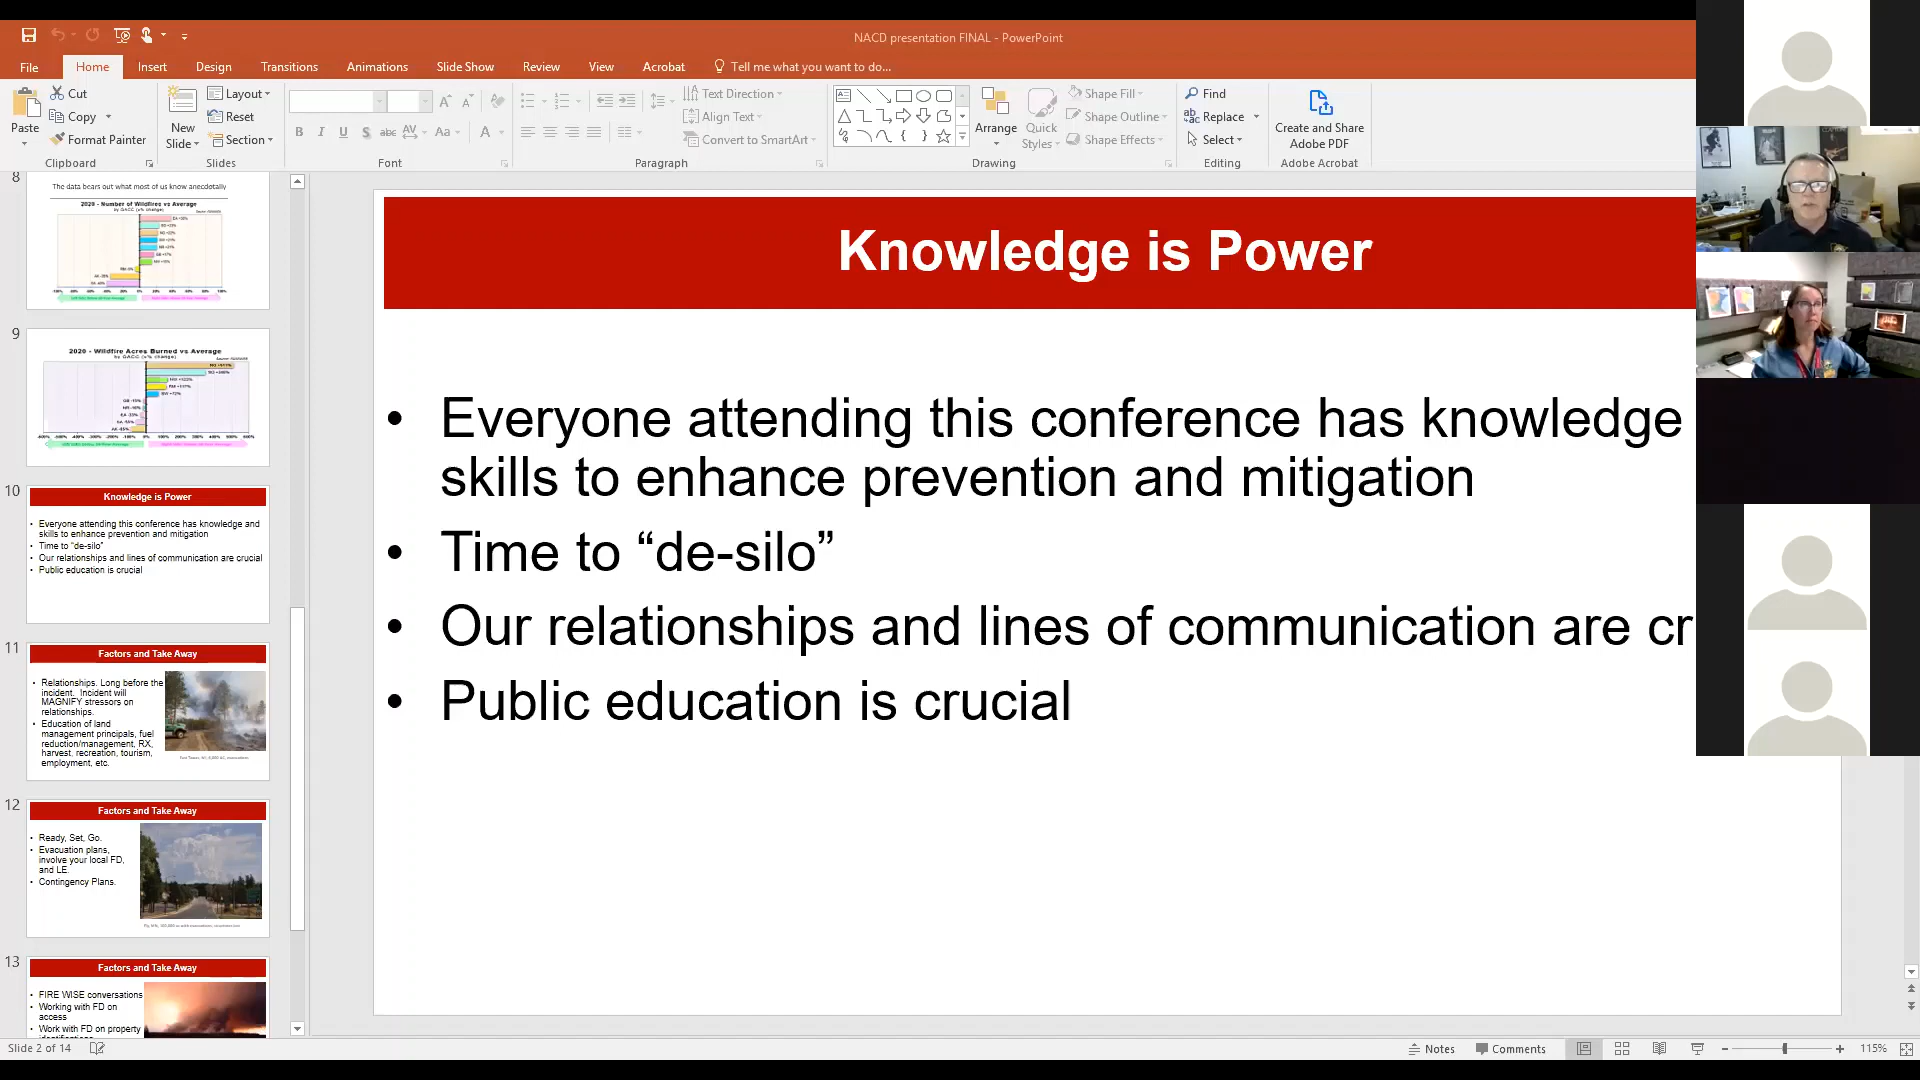 NACD presentation FINAL - PowerPoint
File Home Insert Design Transitions Animations Slide Show Review View Acrobat Tell me what you want to do...
Paste
Cut
Copy
Format Painter
Clipboard
New Slide
Layout
Reset
Section
Slides
B I U S abc AV Aa A
Font
Text Direction
Align Text
Convert to SmartArt
Paragraph
Arrange
Quick Styles
Shape Fill
Shape Outline
Shape Effects
Drawing
Find
Replace
Select
Editing
Create and Share Adobe PDF
Adobe Acrobat
8
The data bears out what most of us know anecdotally
2020 - Number of Wildfires vs Average
by GACC (±% change)
9
2020 - Wildfire Acres Burned vs Average
by GACC (±% change)
10
Knowledge is Power
• Everyone attending this conference has knowledge and
skills to enhance prevention and mitigation
• Time to "de-silo"
• Our relationships and lines of communication are crucial
• Public education is crucial
11
Factors and Take Away
• Relationships. Long before the
incident. Incident will
MAGNIFY stressors on
relationships.
• Education of land
management principals, fuel
reduction/management, RX,
harvest, recreation, tourism,
employment, etc.
12
Factors and Take Away
• Ready, Set, Go.
• Evacuation plans,
involve your local FD,
and LE.
• Contingency Plans.
13
Factors and Take Away
• FIRE WISE conversations
• Working with FD on
access
• Work with FD on property
Knowledge is Power
• Everyone attending this conference has knowledge
skills to enhance prevention and mitigation
• Time to “de-silo”
• Our relationships and lines of communication are cr
• Public education is crucial
Slide 2 of 14
Notes
Comments
115%